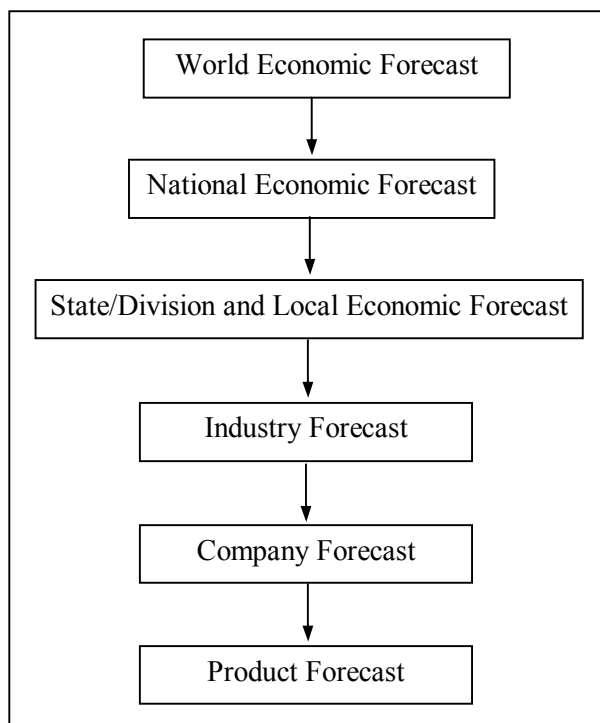 World Economic Forecast
National Economic Forecast
State/Division and Local Economic Forecast
Industry Forecast
Company Forecast
Product Forecast